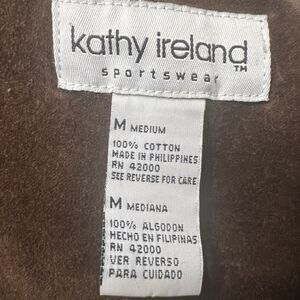 kathy ireland
TM
sportswear
M MEDIUM
100% COTTON
MADE IN PHILIPPINES
RN 42000
SEE REVERSE FOR CARE
M MEDIANA
100% ALGODON
HECHO EN FILIPINAS
RN 42000
VER REVERSO
PARA CUIDADO